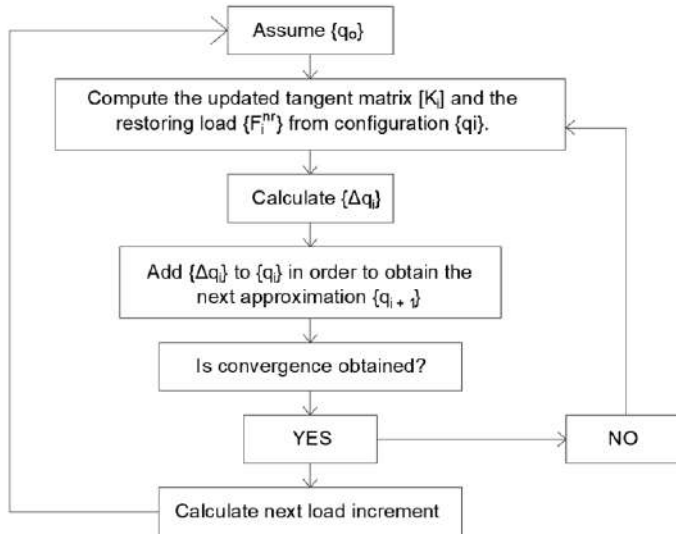 Assume {qₒ}
Compute the updated tangent matrix [Kᵢ] and the
restoring load {Fᵢⁿʳ} from configuration {qi}.
Calculate {Δqᵢ}
Add {Δqᵢ} to {qᵢ} in order to obtain the
next approximation {qᵢ ₊ ₁}
Is convergence obtained?
YES
NO
Calculate next load increment